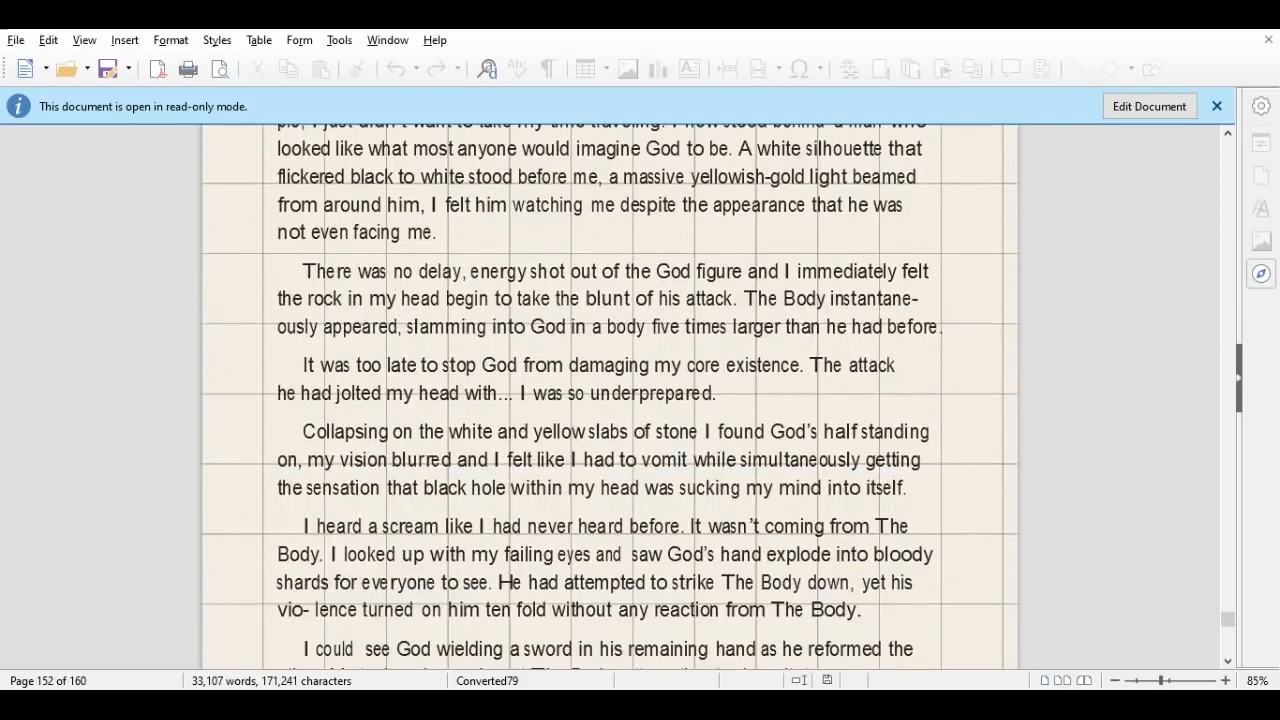 File Edit View Insert Format Styles Table Form Tools Window Help
This document is open in read-only mode.
Edit Document
looked like what most anyone would imagine God to be. A white silhouette that
flickered black to white stood before me, a massive yellowish-gold light beamed
from around him, I felt him watching me despite the appearance that he was
not even facing me.
There was no delay, energy shot out of the God figure and I immediately felt
the rock in my head begin to take the blunt of his attack. The Body instantane-
ously appeared, slamming into God in a body five times larger than he had before.
It was too late to stop God from damaging my core existence. The attack
he had jolted my head with... I was so underprepared.
Collapsing on the white and yellow slabs of stone I found God's half standing
on, my vision blurred and I felt like I had to vomit while simultaneously getting
the sensation that black hole within my head was sucking my mind into itself.
I heard a scream like I had never heard before. It wasn't coming from The
Body. I looked up with my failing eyes and saw God's hand explode into bloody
shards for everyone to see. He had attempted to strike The Body down, yet his
vio- lence turned on him ten fold without any reaction from The Body.
I could see God wielding a sword in his remaining hand as he reformed the
Page 152 of 160
33,107 words, 171,241 characters
Converted79
85%